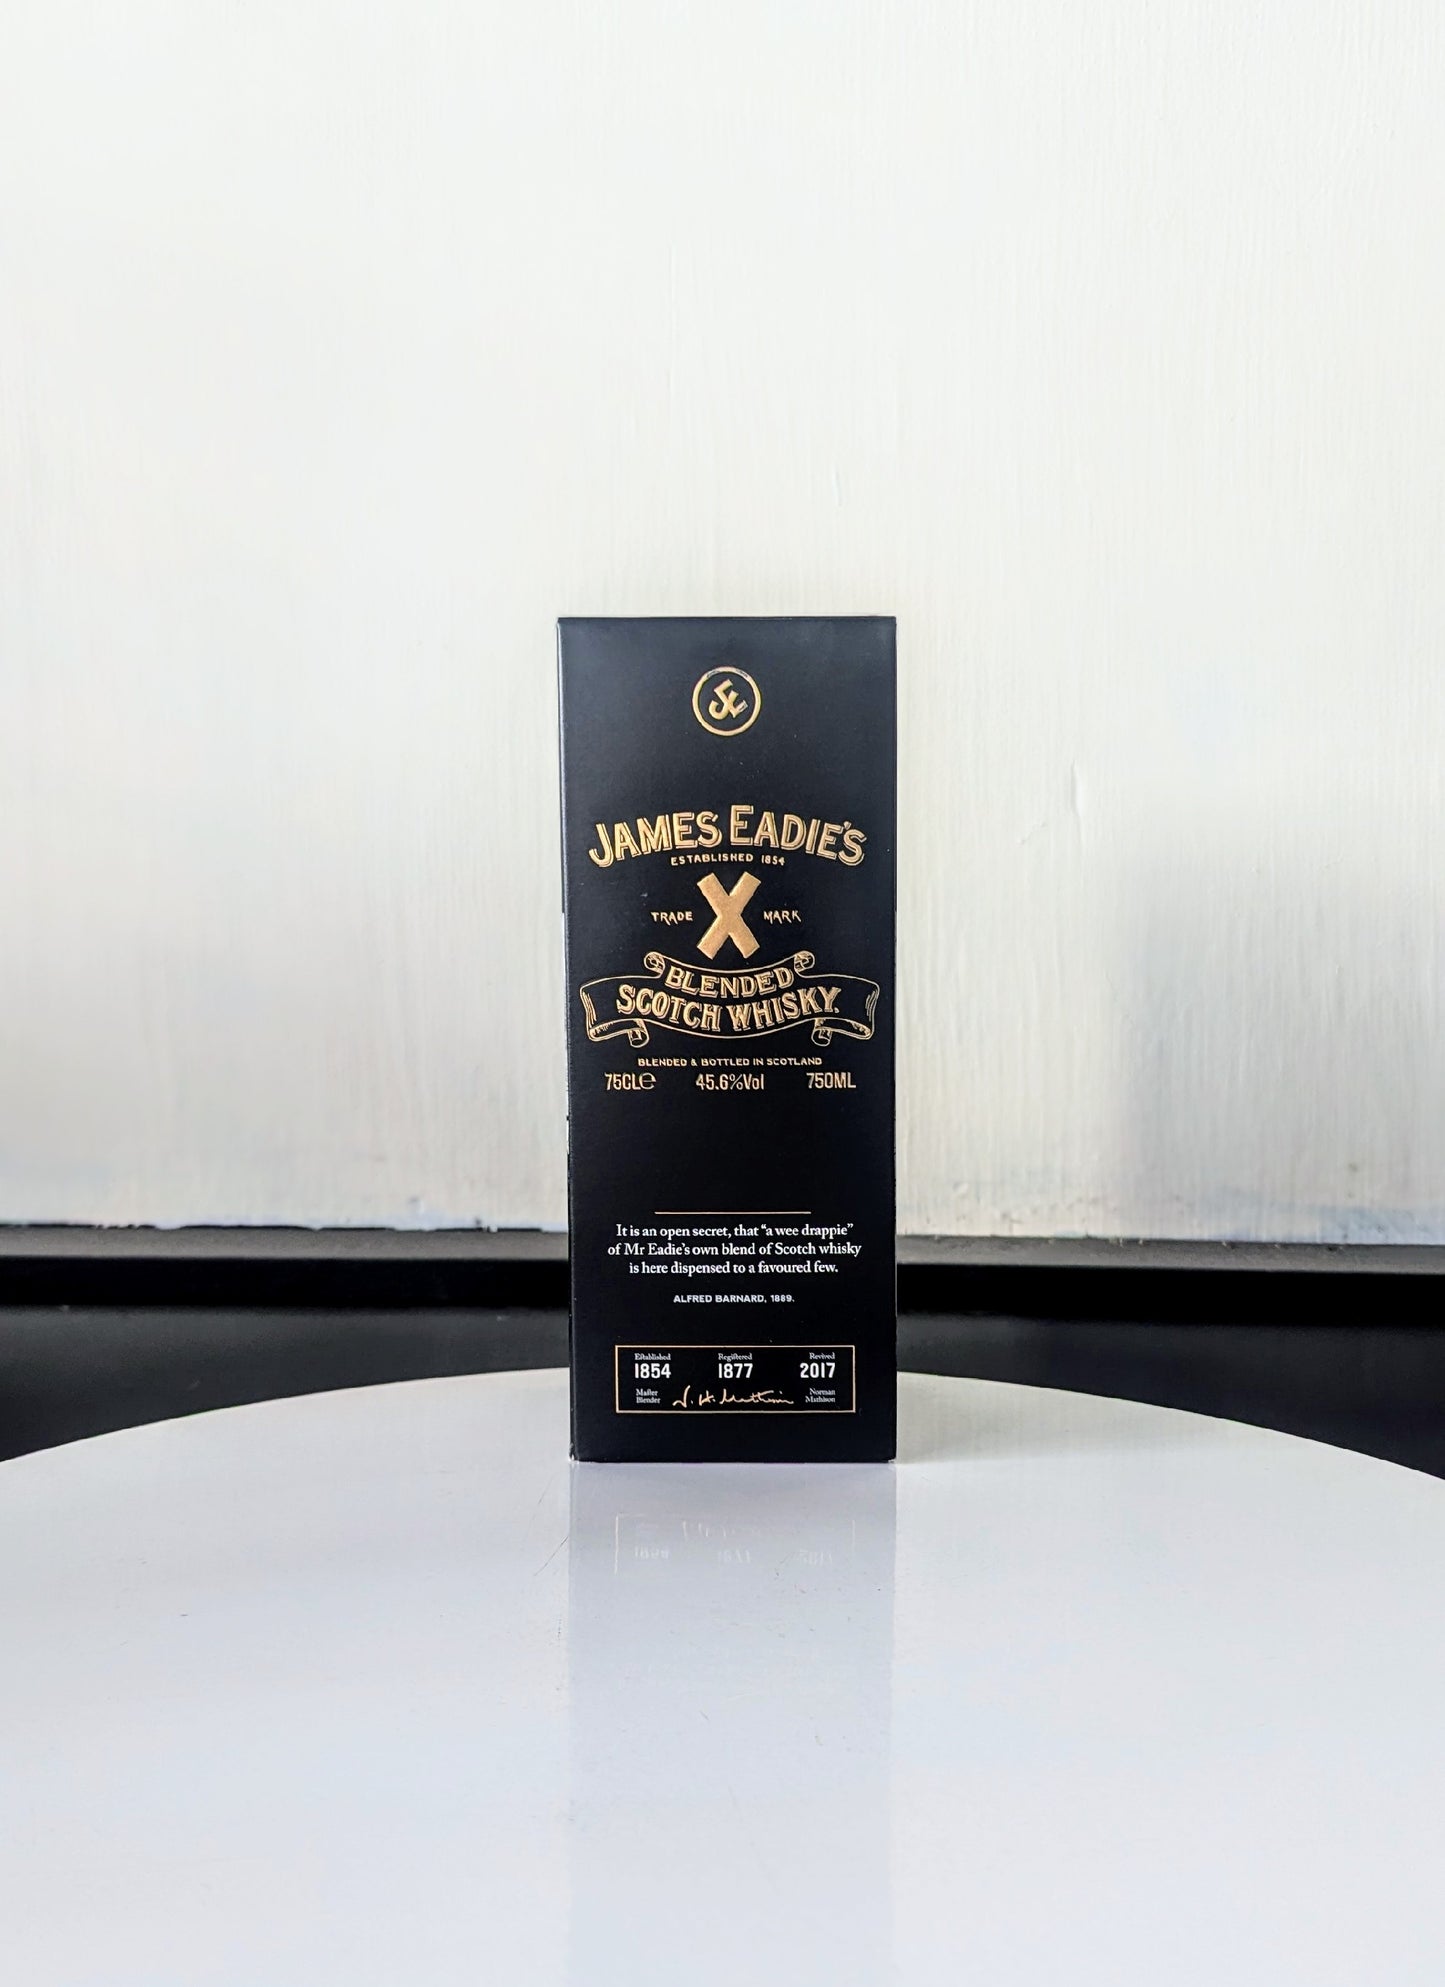 JE
JAMES EADIE'S
ESTABLISHED 1854
TRADE X MARK
BLENDED
SCOTCH WHISKY.
BLENDED & BOTTLED IN SCOTLAND
75CLe 45.6%Vol 750ML
It is an open secret, that “a wee drappie”
of Mr Eadie's own blend of Scotch whisky
is here dispensed to a favoured few.
ALFRED BARNARD, 1889.
Established Registered Revived
1854 1877 2017
Master J. H. Mathison Norman
Blender Mathison